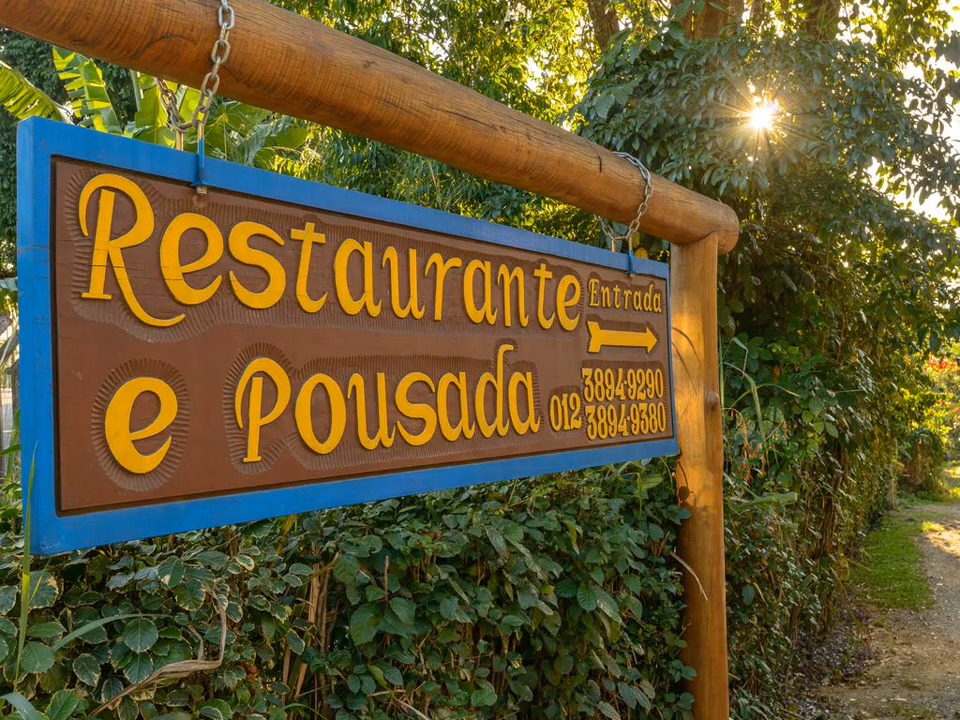 Restaurante
e Pousada
Entrada
012 3894-9290
3894-9380